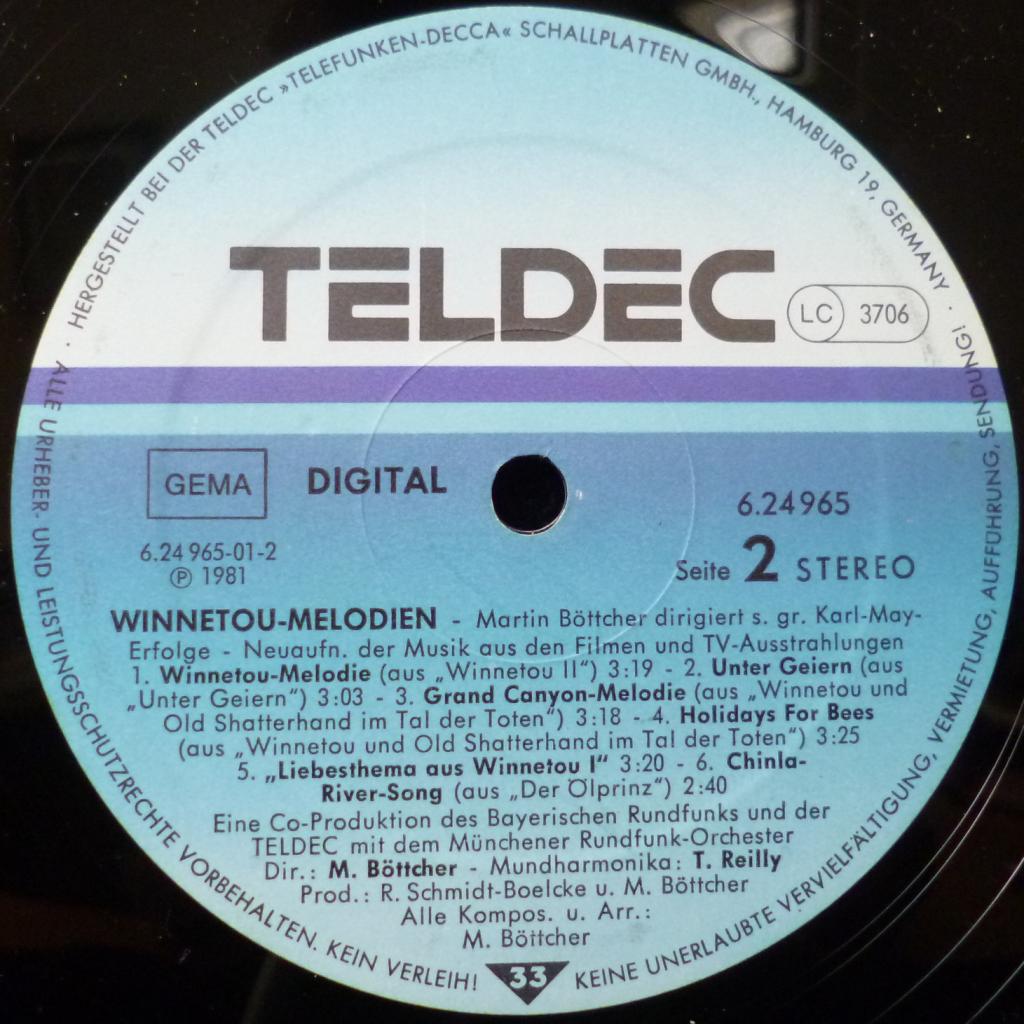 HERGESTELLT BEI DER TELDEC »TELEFUNKEN-DECCA« SCHALLPLATTEN GMBH., HAMBURG 19, GERMANY ·
TELDEC
LC 3706
GEMA
DIGITAL
6.24965
6.24 965-01-2
℗ 1981
Seite 2 STEREO
WINNETOU-MELODIEN - Martin Böttcher dirigiert s. gr. Karl-May-
Erfolge - Neuaufn. der Musik aus den Filmen und TV-Ausstrahlungen
1. Winnetou-Melodie (aus „Winnetou II") 3:19 - 2. Unter Geiern (aus
„Unter Geiern") 3:03 - 3. Grand Canyon-Melodie (aus „Winnetou und
Old Shatterhand im Tal der Toten") 3:18 - 4. Holidays For Bees
(aus „Winnetou und Old Shatterhand im Tal der Toten") 3:25
5. „Liebesthema aus Winnetou I" 3:20 - 6. Chinla-
River-Song (aus „Der Ölprinz") 2:40
Eine Co-Produktion des Bayerischen Rundfunks und der
TELDEC mit dem Münchener Rundfunk-Orchester
Dir.: M. Böttcher - Mundharmonika: T. Reilly
Prod.: R. Schmidt-Boelcke u. M. Böttcher
Alle Kompos. u. Arr.:
M. Böttcher
33
· ALLE URHEBER- UND LEISTUNGSSCHUTZRECHTE VORBEHALTEN. KEIN VERLEIH! KEINE UNERLAUBTE VERVIELFÄLTIGUNG, VERMIETUNG, AUFFÜHRUNG, SENDUNG!